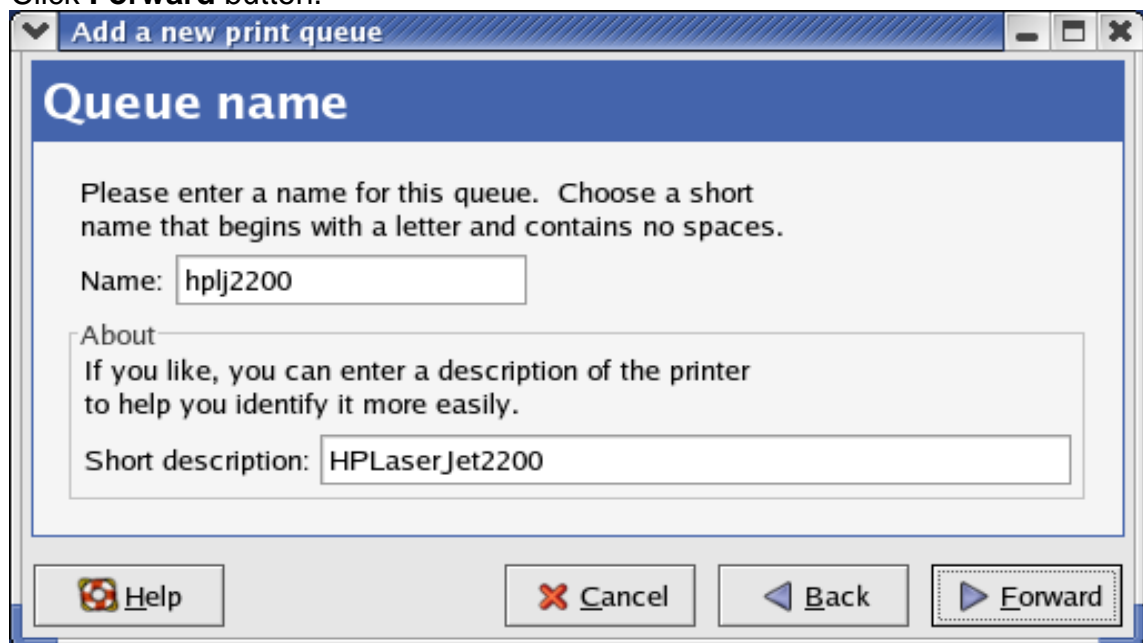 Click Forward button.
Add a new print queue
Queue name
Please enter a name for this queue. Choose a short
name that begins with a letter and contains no spaces.
Name: hplj2200
About
If you like, you can enter a description of the printer
to help you identify it more easily.
Short description: HPLaserJet2200
Help Cancel Back Forward